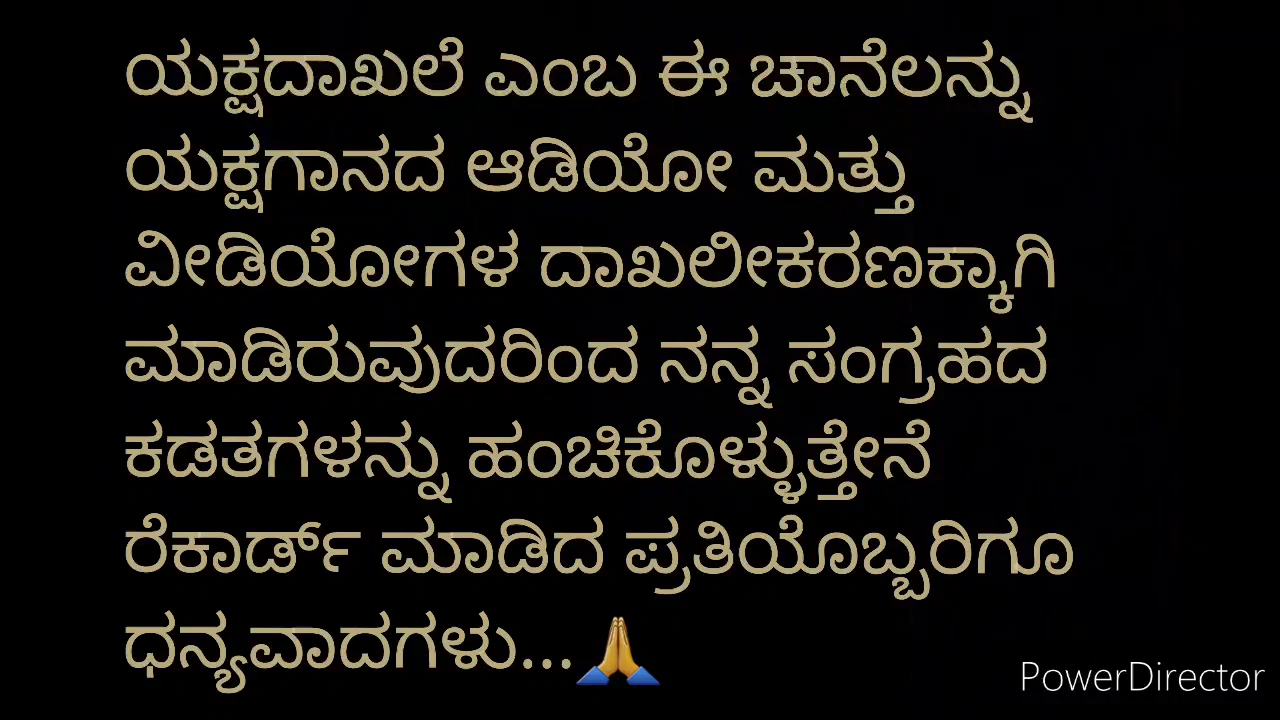 ಯಕ್ಷದಾಖಲೆ ಎಂಬ ಈ ಚಾನೆಲನ್ನು
ಯಕ್ಷಗಾನದ ಆಡಿಯೋ ಮತ್ತು
ವೀಡಿಯೋಗಳ ದಾಖಲೀಕರಣಕ್ಕಾಗಿ
ಮಾಡಿರುವುದರಿಂದ ನನ್ನ ಸಂಗ್ರಹದ
ಕಡತಗಳನ್ನು ಹಂಚಿಕೊಳ್ಳುತ್ತೇನೆ
ರೆಕಾರ್ಡ್ ಮಾಡಿದ ಪ್ರತಿಯೊಬ್ಬರಿಗೂ
ಧನ್ಯವಾದಗಳು...🙏
PowerDirector